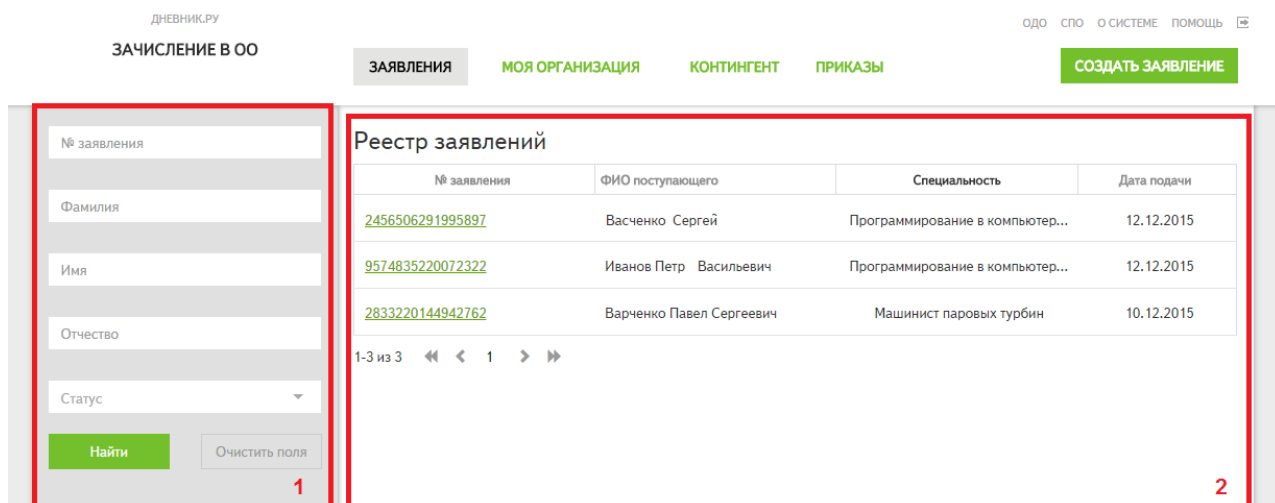 ДНЕВНИК.РУ
ОДО СПО О СИСТЕМЕ ПОМОЩЬ
ЗАЧИСЛЕНИЕ В ОО
ЗАЯВЛЕНИЯ МОЯ ОРГАНИЗАЦИЯ КОНТИНГЕНТ ПРИКАЗЫ СОЗДАТЬ ЗАЯВЛЕНИЕ
№ заявления
Фамилия
Имя
Отчество
Статус
Найти Очистить поля
1
Реестр заявлений
№ заявления ФИО поступающего Специальность Дата подачи
2456506291995897 Васченко Сергей Программирование в компьютер... 12.12.2015
9574835220072322 Иванов Петр Васильевич Программирование в компьютер... 12.12.2015
2833220144942762 Варченко Павел Сергеевич Машинист паровых турбин 10.12.2015
1-3 из 3 1
2